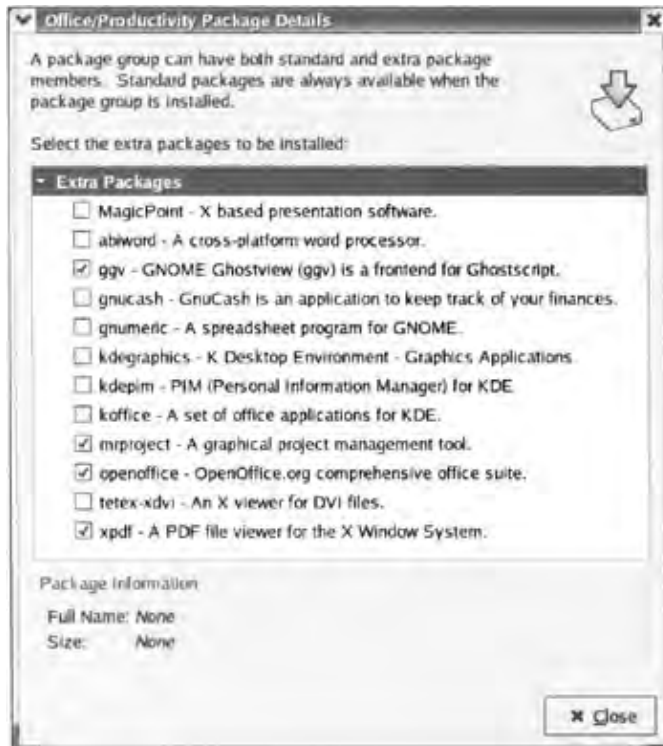 Office/Productivity Package Details
A package group can have both standard and extra package
members. Standard packages are always available when the
package group is installed.
Select the extra packages to be installed:
Extra Packages
MagicPoint - X based presentation software.
abiword - A cross-platform word processor.
ggv - GNOME Ghostview (ggv) is a frontend for Ghostscript.
gnucash - GnuCash is an application to keep track of your finances.
gnumeric - A spreadsheet program for GNOME.
kdegraphics - K Desktop Environment - Graphics Applications
kdepim - PIM (Personal Information Manager) for KDE
koffice - A set of office applications for KDE.
mrproject - A graphical project management tool.
openoffice - OpenOffice.org comprehensive office suite.
tetex-xdvi - An X viewer for DVI files.
xpdf - A PDF file viewer for the X Window System.
Package Information
Full Name: None
Size: None
Close